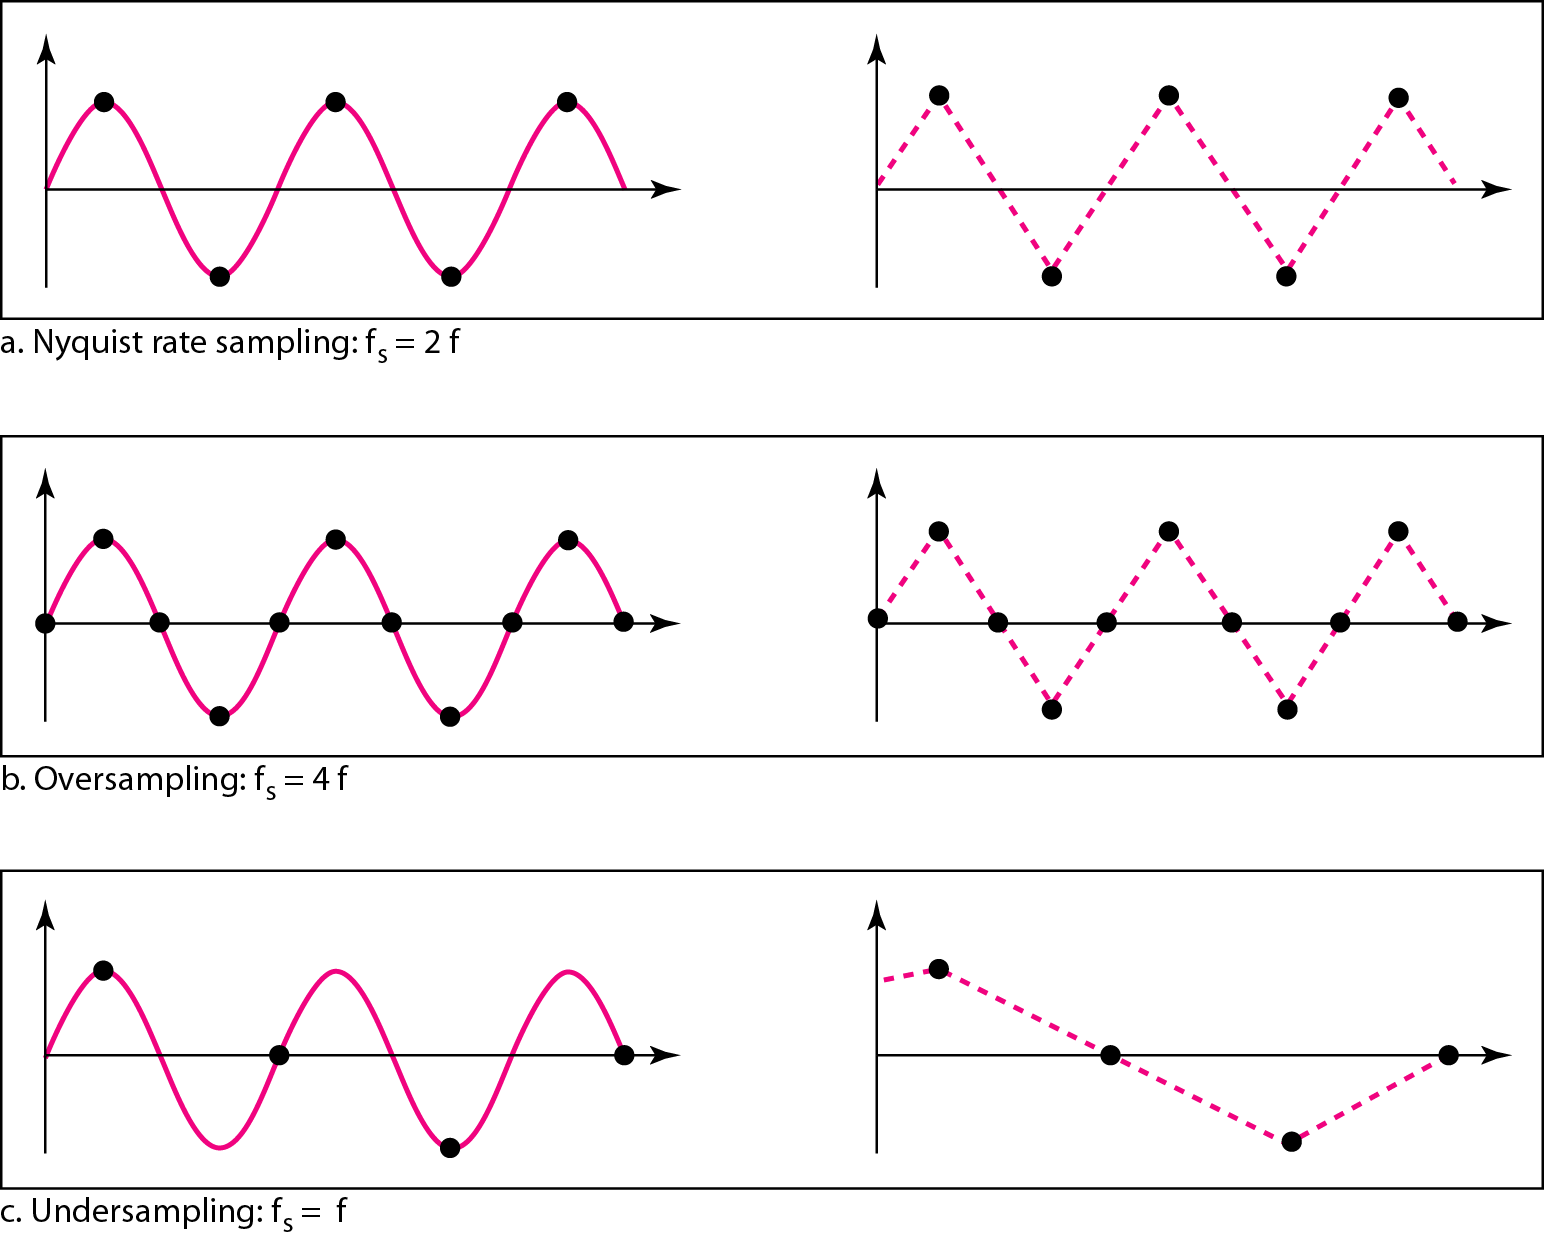 a. Nyquist rate sampling: fs = 2 f
b. Oversampling: fs = 4 f
c. Undersampling: fs = f